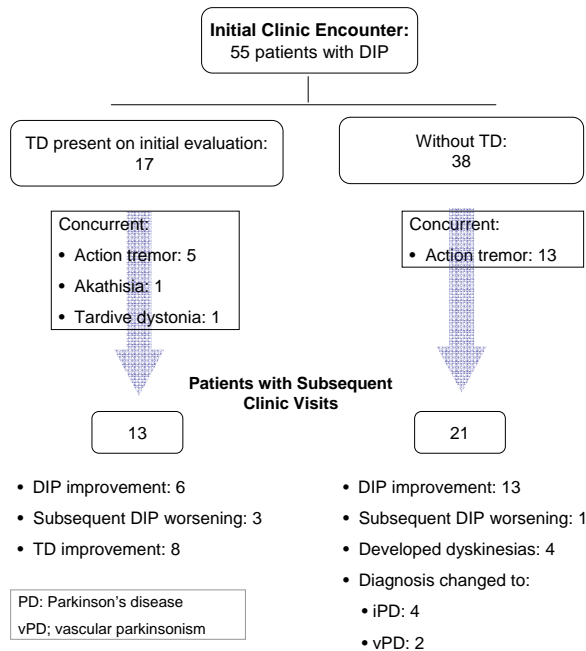 Initial Clinic Encounter:
55 patients with DIP
TD present on initial evaluation:
17
Without TD:
38
Concurrent:
• Action tremor: 5
• Akathisia: 1
• Tardive dystonia: 1
Concurrent:
• Action tremor: 13
Patients with Subsequent
Clinic Visits
13
21
• DIP improvement: 6
• Subsequent DIP worsening: 3
• TD improvement: 8
• DIP improvement: 13
• Subsequent DIP worsening: 1
• Developed dyskinesias: 4
• Diagnosis changed to:
• iPD: 4
• vPD: 2
PD: Parkinson's disease
vPD; vascular parkinsonism